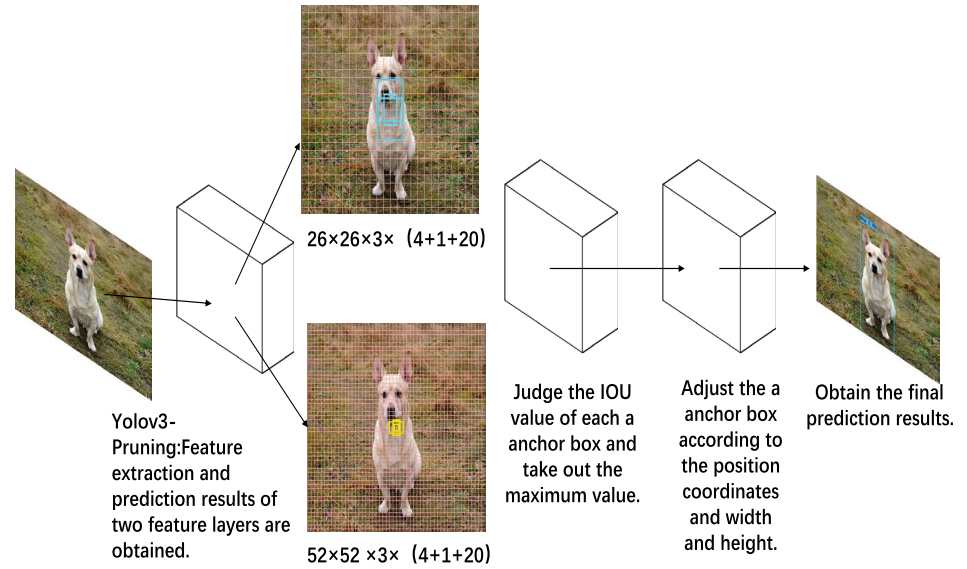 26×26×3×（4+1+20)
Yolov3-
Pruning:Feature
extraction and
prediction results of
two feature layers are
obtained.
52×52 ×3×（4+1+20)
Judge the IOU
value of each a
anchor box and
take out the
maximum value.
Adjust the a
anchor box
according to
the position
coordinates
and width
and height.
Obtain the final
prediction results.